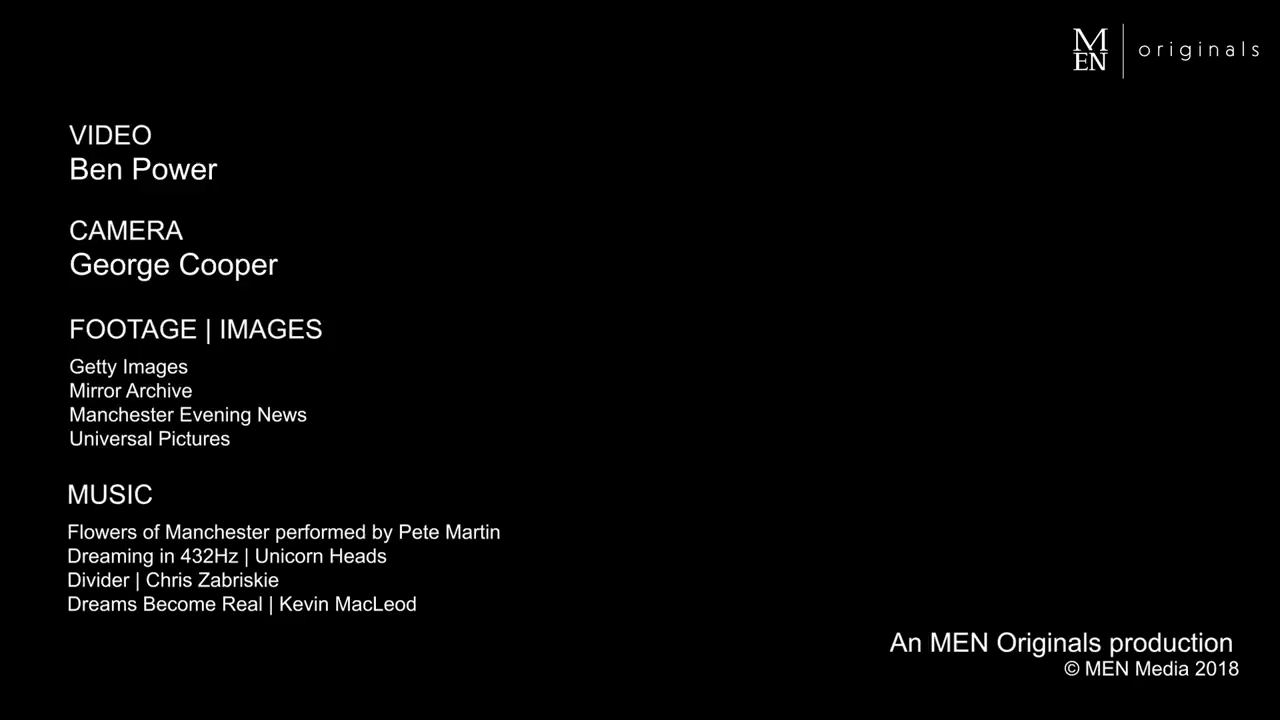 M
EN
originals
VIDEO
Ben Power
CAMERA
George Cooper
FOOTAGE | IMAGES
Getty Images
Mirror Archive
Manchester Evening News
Universal Pictures
MUSIC
Flowers of Manchester performed by Pete Martin
Dreaming in 432Hz | Unicorn Heads
Divider | Chris Zabriskie
Dreams Become Real | Kevin MacLeod
An MEN Originals production
© MEN Media 2018